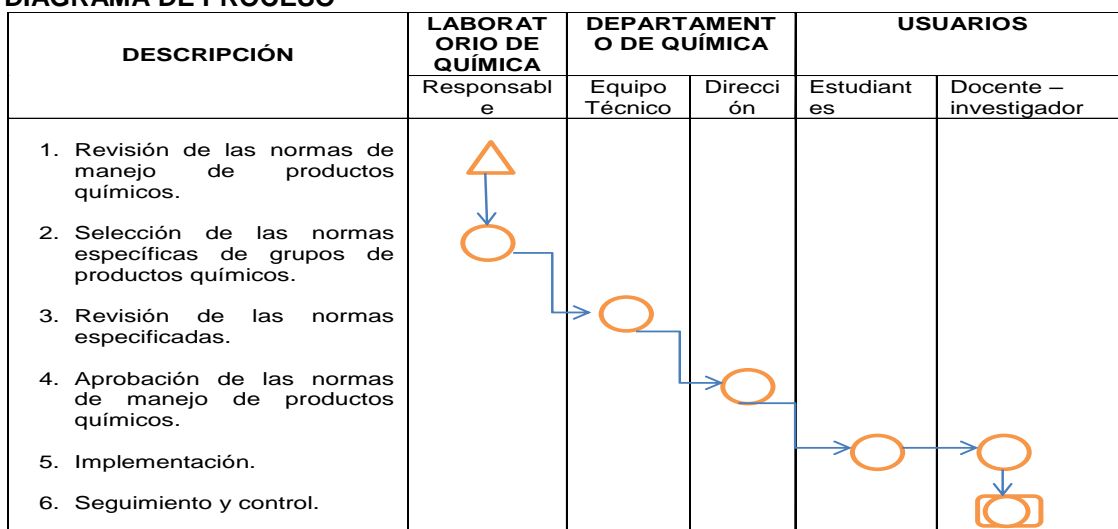 DIAGRAMA DE PROCESO
DESCRIPCIÓN
LABORAT
ORIO DE
QUÍMICA
DEPARTAMENT
O DE QUÍMICA
USUARIOS
Responsabl
e
Equipo
Técnico
Direcci
ón
Estudiant
es
Docente –
investigador
1. Revisión de las normas de
manejo de productos
químicos.
2. Selección de las normas
específicas de grupos de
productos químicos.
3. Revisión de las normas
especificadas.
4. Aprobación de las normas
de manejo de productos
químicos.
5. Implementación.
6. Seguimiento y control.